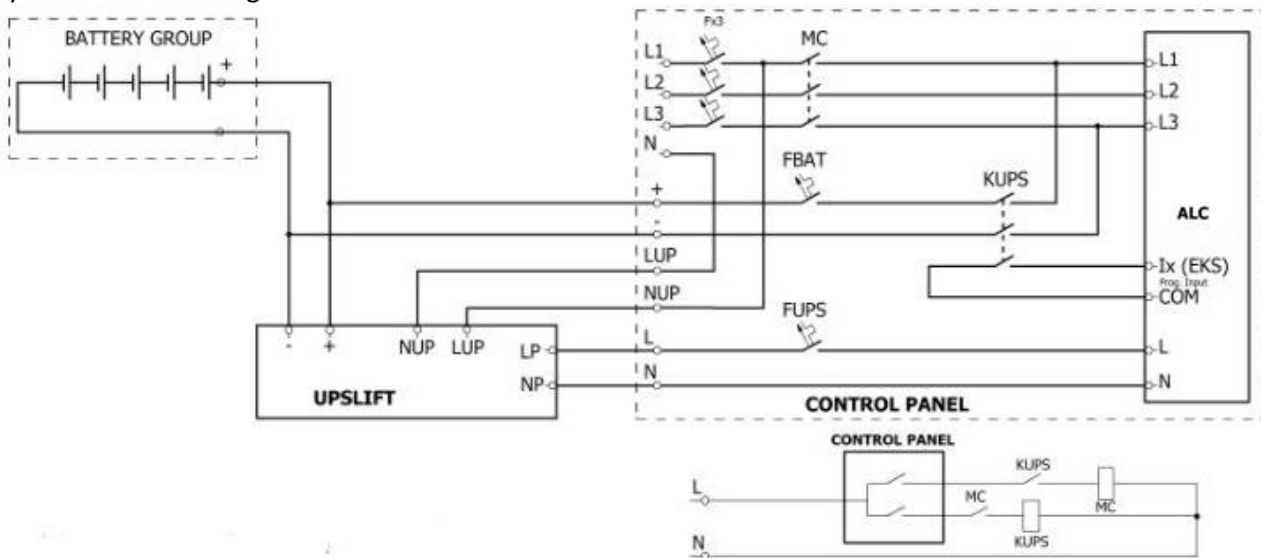 BATTERY GROUP
+
Fx3
MC
L1
L2
L3
N
L1
L2
L3
FBAT
KUPS
+
-
ALC
LUP
NUP
Ix (EKS)
Prog. Input
COM
FUPS
L
N
L
N
- + NUP LUP
LP
NP
UPSLIFT
CONTROL PANEL
CONTROL PANEL
KUPS
L
MC
MC
KUPS
N